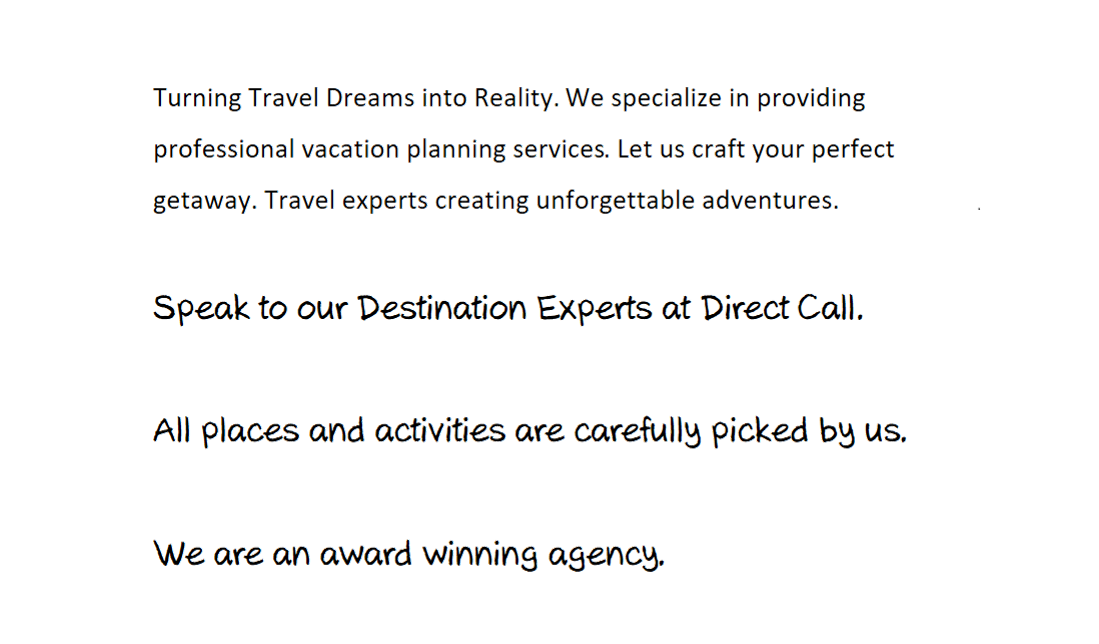 Turning Travel Dreams into Reality. We specialize in providing
professional vacation planning services. Let us craft your perfect
getaway. Travel experts creating unforgettable adventures.
Speak to our Destination Experts at Direct Call.
All places and activities are carefully picked by us.
We are an award winning agency.